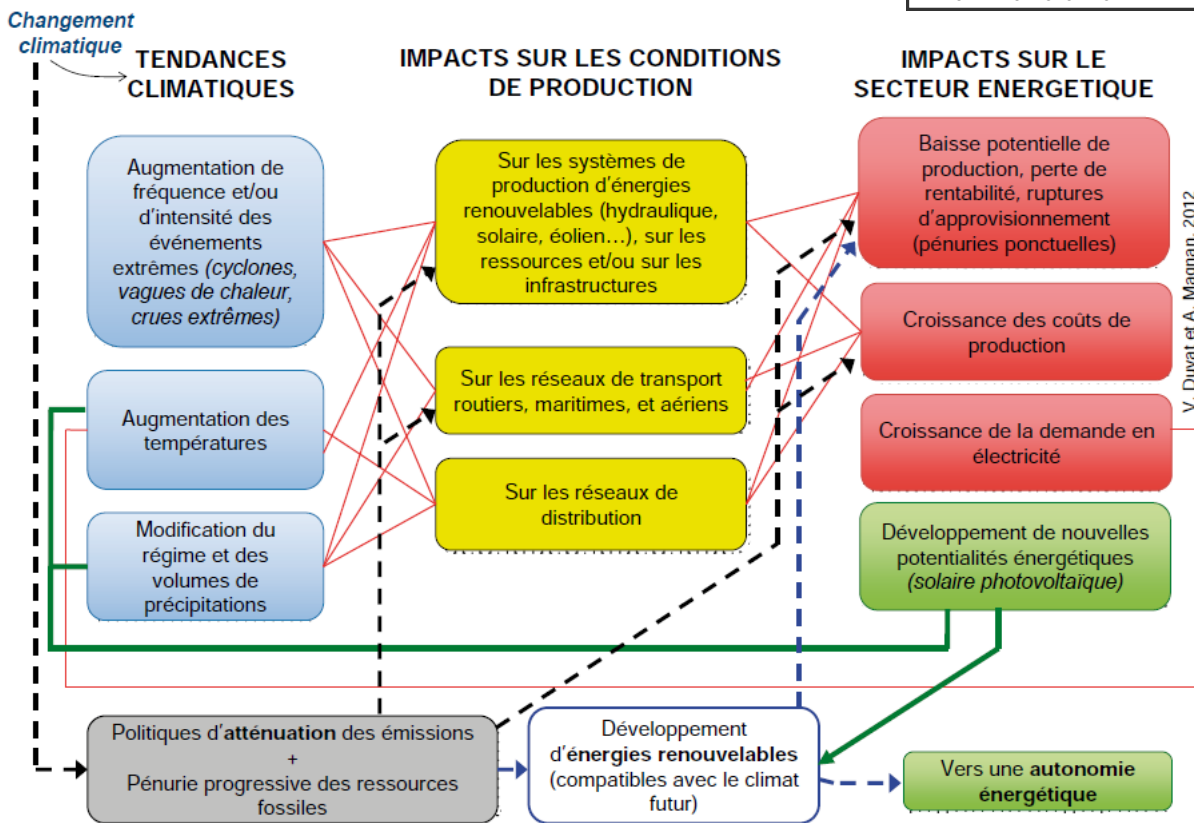 Changement
climatique
TENDANCES
CLIMATIQUES
IMPACTS SUR LES CONDITIONS
DE PRODUCTION
IMPACTS SUR LE
SECTEUR ENERGETIQUE
Augmentation de
fréquence et/ou
d'intensité des
événements
extrêmes (cyclones,
vagues de chaleur,
crues extrêmes)
Augmentation des
températures
Modification du
régime et des
volumes de
précipitations
Sur les systèmes de
production d'énergies
renouvelables (hydraulique,
solaire, éolien…), sur les
ressources et/ou sur les
infrastructures
Sur les réseaux de transport
routiers, maritimes, et aériens
Sur les réseaux de
distribution
Baisse potentielle de
production, perte de
rentabilité, ruptures
d'approvisionnement
(pénuries ponctuelles)
Croissance des coûts de
production
Croissance de la demande en
électricité
Développement de nouvelles
potentialités énergétiques
(solaire photovoltaïque)
V. Duvat et A. Magnan, 2012
Politiques d'atténuation des émissions
+
Pénurie progressive des ressources
fossiles
Développement
d'énergies renouvelables
(compatibles avec le climat
futur)
Vers une autonomie
énergétique